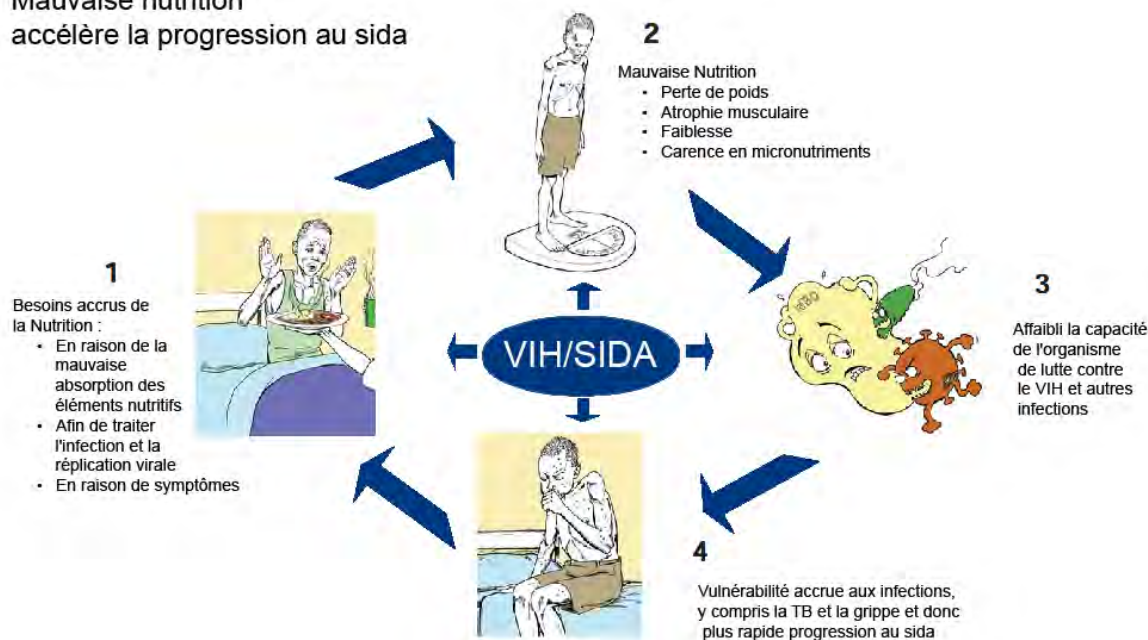 Mauvaise nutrition
accélère la progression au sida
1
Besoins accrus de
la Nutrition :
• En raison de la
mauvaise
absorption des
éléments nutritifs
• Afin de traiter
l'infection et la
réplication virale
• En raison de symptômes
2
Mauvaise Nutrition
• Perte de poids
• Atrophie musculaire
• Faiblesse
• Carence en micronutriments
VIH/SIDA
3
Affaibli la capacité
de l'organisme
de lutte contre
le VIH et autres
infections
4
Vulnérabilité accrue aux infections,
y compris la TB et la grippe et donc
plus rapide progression au sida